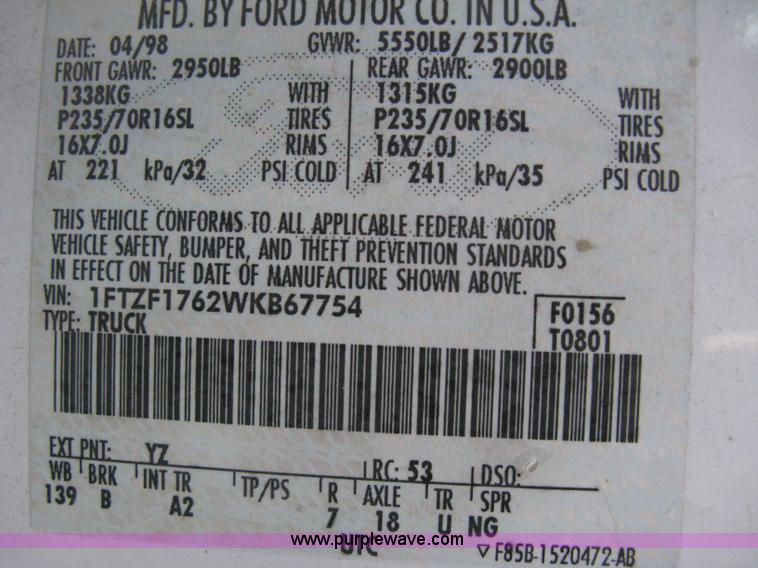 MFD. BY FORD MOTOR CO. IN U.S.A.
DATE: 04/98 GVWR: 5550LB/ 2517KG
FRONT GAWR: 2950LB REAR GAWR: 2900LB
1338KG WITH 1315KG WITH
P235/70R16SL TIRES P235/70R16SL TIRES
16X7.0J RIMS 16X7.0J RIMS
AT 221 kPa/32 PSI COLD AT 241 kPa/35 PSI COLD
THIS VEHICLE CONFORMS TO ALL APPLICABLE FEDERAL MOTOR
VEHICLE SAFETY, BUMPER, AND THEFT PREVENTION STANDARDS
IN EFFECT ON THE DATE OF MANUFACTURE SHOWN ABOVE.
VIN: 1FTZF1762WKB67754 F0156
TYPE: TRUCK T0801
EXT PNT: YZ RC: 53 DSO:
WB BRK INT TR TP/PS R AXLE TR SPR
139 B A2 7 18 U NG
UTC
www.purplewave.com
F85B-1520472-AB